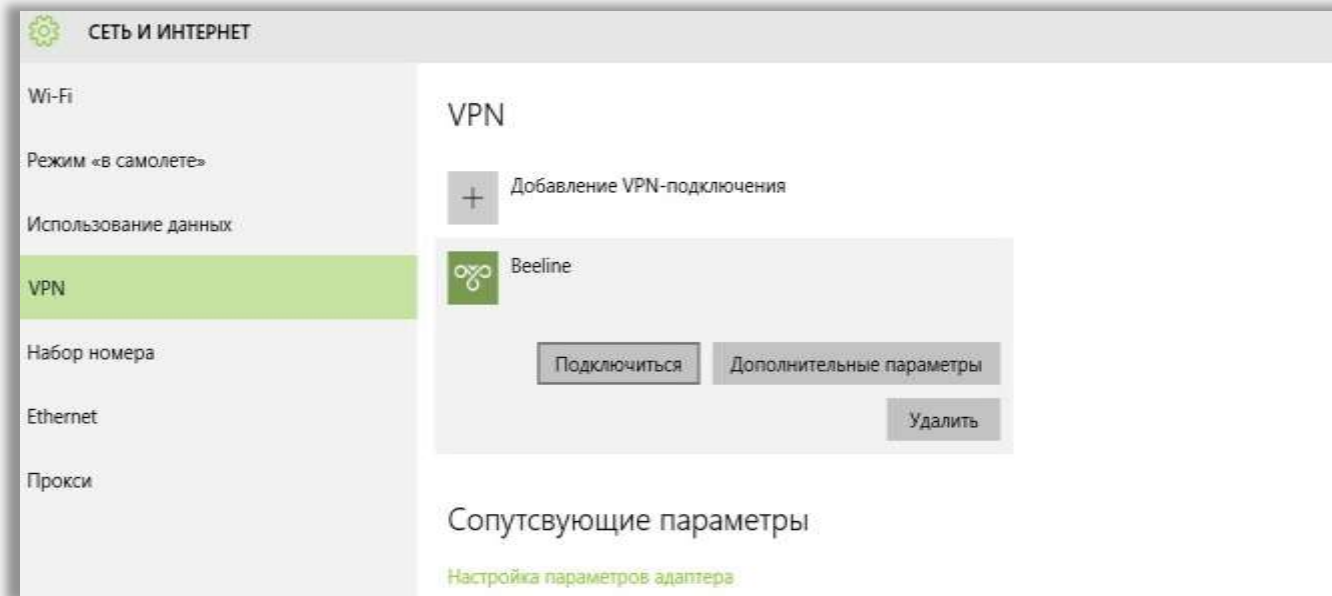 СЕТЬ И ИНТЕРНЕТ
Wi-Fi
Режим «в самолете»
Использование данных
VPN
Набор номера
Ethernet
Прокси
VPN
Добавление VPN-подключения
Beeline
Подключиться
Дополнительные параметры
Удалить
Сопутсвующие параметры
Настройка параметров адаптера